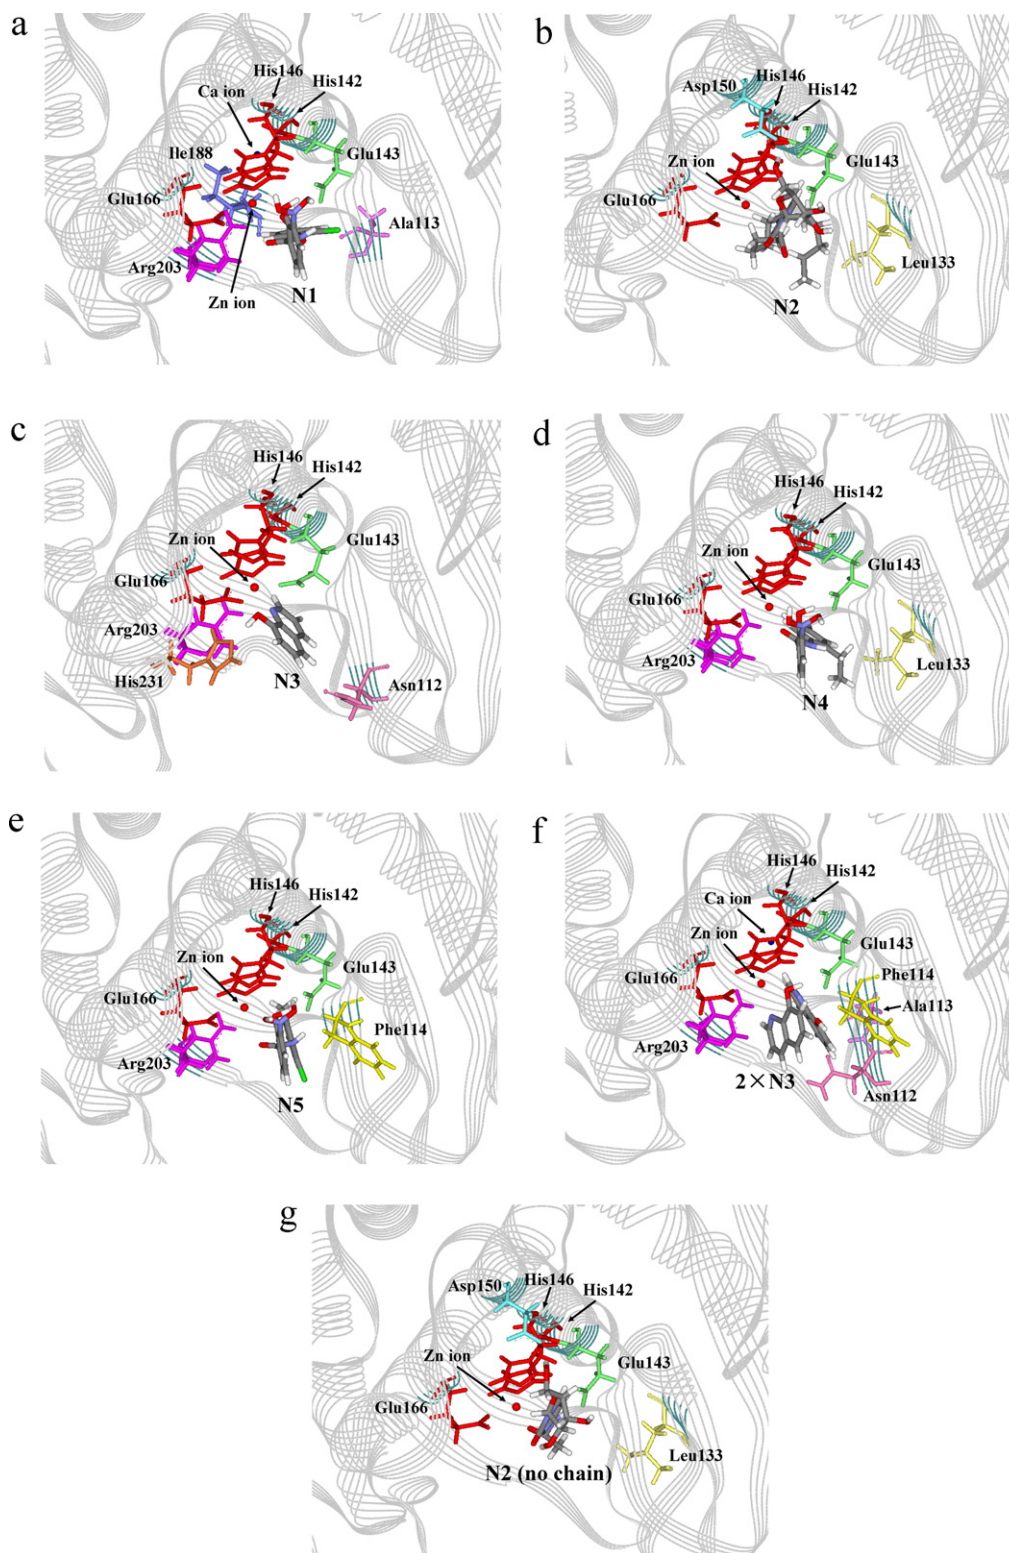 a
His146
His142
Ca ion
Ile188
Glu143
Glu166
Ala113
Arg203
Zn ion
N1
b
His146
Asp150
His142
Zn ion
Glu143
Glu166
Leu133
N2
c
His146
His142
Zn ion
Glu143
Glu166
Arg203
His231
N3
Asn112
d
His146
His142
Zn ion
Glu143
Glu166
Arg203
Leu133
N4
e
His146
His142
Zn ion
Glu143
Glu166
Phe114
Arg203
N5
f
His146
His142
Ca ion
Zn ion
Glu143
Glu166
Phe114
Ala113
Arg203
2×N3
Asn112
g
Asp150
His146
His142
Zn ion
Glu143
Glu166
Leu133
N2 (no chain)